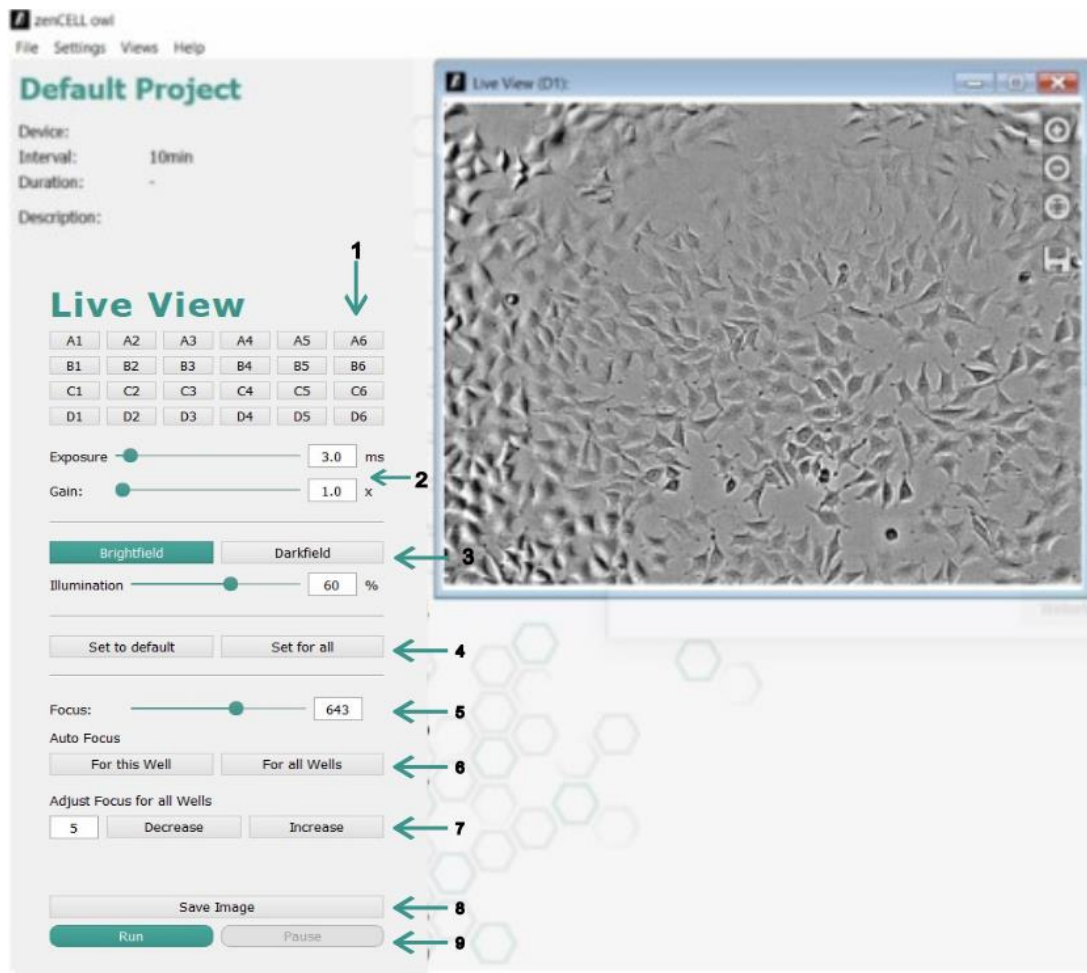 zenCELL owl
File Settings Views Help
Default Project
Device:
Interval: 10min
Duration: -
Description:
Live View (D1):
1
Live View
A1 A2 A3 A4 A5 A6
B1 B2 B3 B4 B5 B6
C1 C2 C3 C4 C5 C6
D1 D2 D3 D4 D5 D6
Exposure 3.0 ms
2
Gain: 1.0 x
Brightfield Darkfield 3
Illumination 60 %
Set to default Set for all 4
Focus: 643 5
Auto Focus
For this Well For all Wells 6
Adjust Focus for all Wells
5 Decrease Increase 7
Save Image 8
Run Pause 9